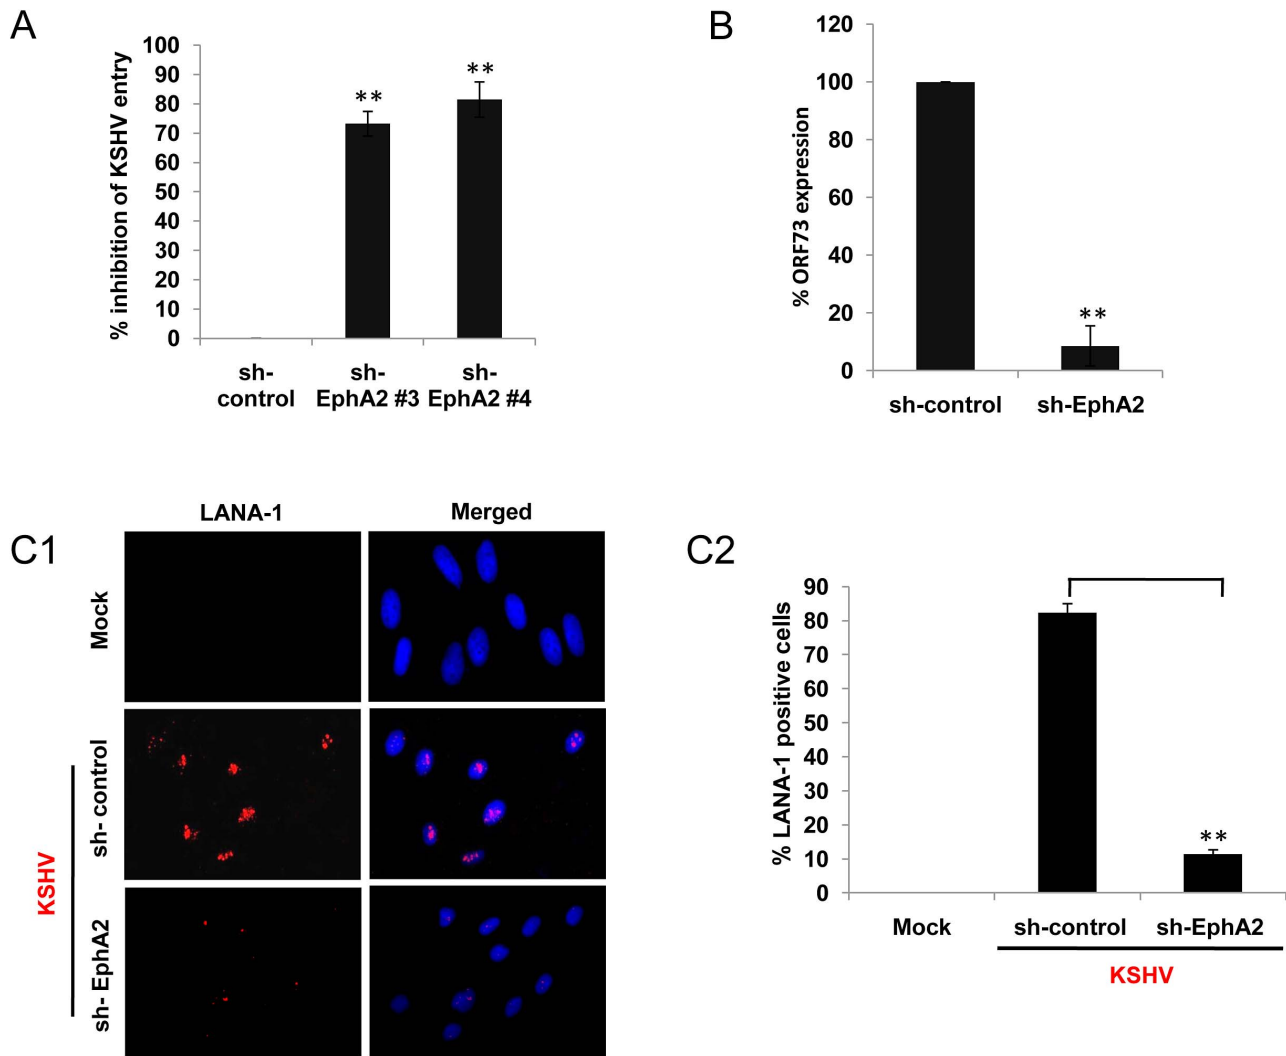 A
% inhibition of KSHV entry
100
90
80
70
60
50
40
30
20
10
0
**
**
sh-
control
sh-
EphA2 #3
sh-
EphA2 #4
B
% ORF73 expression
120
100
80
60
40
20
0
**
sh-control
sh-EphA2
C1
LANA-1
Merged
Mock
sh- control
sh- EphA2
KSHV
C2
% LANA-1 positive cells
90
80
70
60
50
40
30
20
10
0
**
Mock
sh-control
sh-EphA2
KSHV